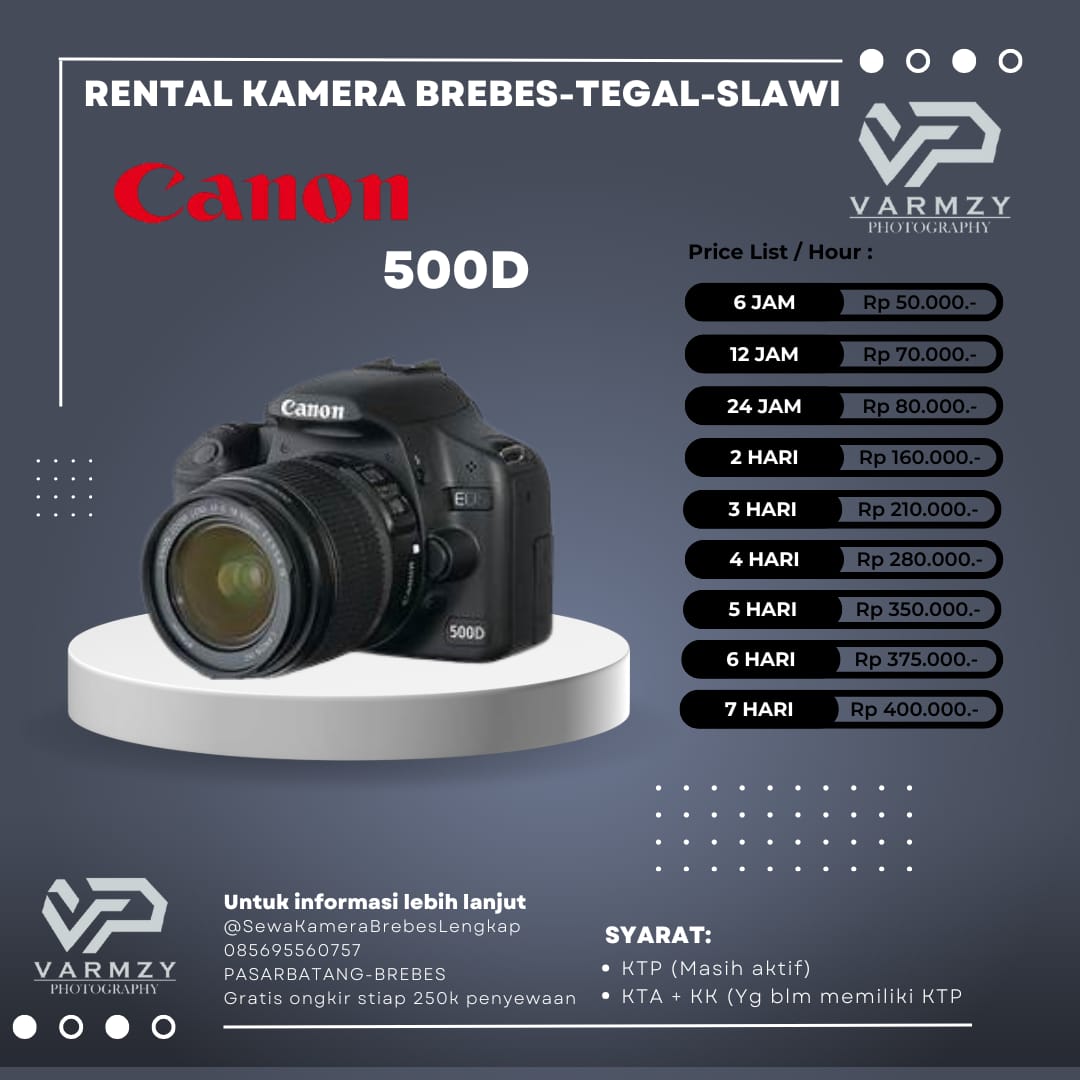 RENTAL KAMERA BREBES-TEGAL-SLAWI
VP
VARMZY
PHOTOGRAPHY
Canon
500D
Price List / Hour :
6 JAM Rp 50.000.-
12 JAM Rp 70.000.-
24 JAM Rp 80.000.-
2 HARI Rp 160.000.-
3 HARI Rp 210.000.-
4 HARI Rp 280.000.-
5 HARI Rp 350.000.-
6 HARI Rp 375.000.-
7 HARI Rp 400.000.-
Canon
EOS
500D
VP
VARMZY
PHOTOGRAPHY
Untuk informasi lebih lanjut
@SewaKameraBrebesLengkap
085695560757
PASARBATANG-BREBES
Gratis ongkir stiap 250k penyewaan
SYARAT:
• KTP (Masih aktif)
• KTA + KK (Yg blm memiliki KTP